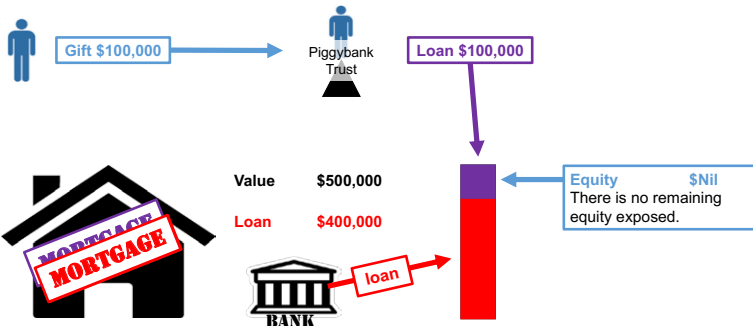 Gift $100,000
Piggybank
Trust
Loan $100,000
Value $500,000
Loan $400,000
Equity $Nil
There is no remaining
equity exposed.
MORTGAGE
MORTGAGE
loan
BANK